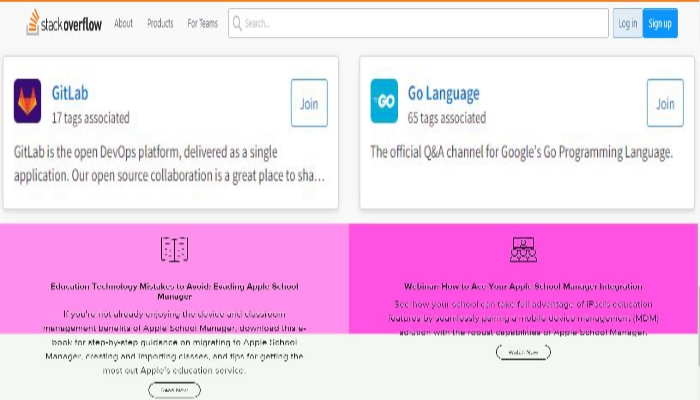 stackoverflow About Products For Teams Search... Log in Sign up
GitLab
17 tags associated
Join
GitLab is the open DevOps platform, delivered as a single
application. Our open source collaboration is a great place to sha...
Go Language
65 tags associated
Join
The official Q&A channel for Google's Go Programming Language.
Education Technology Mistakes to Avoid: Evading Apple School
Manager
If you're not already enjoying the device and classroom
management benefits of Apple School Manager, download this e-
book for step-by-step guidance on migrating to Apple School
Manager, creating and importing classes, and tips for getting the
most out Apple's education service.
Read Now
Webinar: How to Ace Your Apple School Manager Integration
See how your school can take full advantage of iPad's education
features by seamlessly pairing a mobile device management (MDM)
solution with the robust capabilities of Apple School Manager.
Watch Now